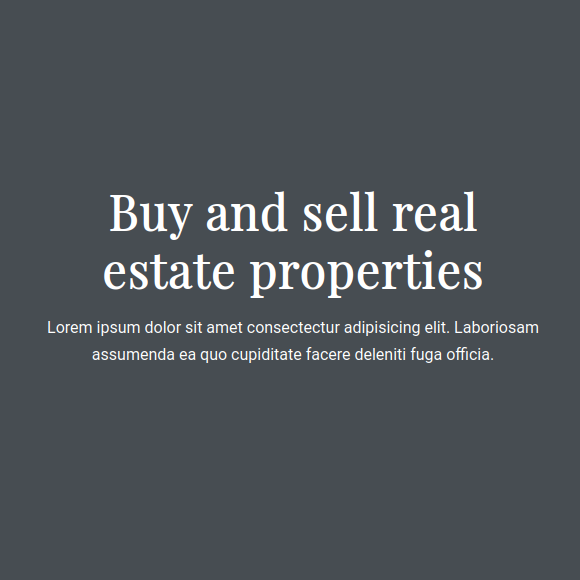 Buy and sell real
estate properties
Lorem ipsum dolor sit amet consectetur adipisicing elit. Laboriosam
assumenda ea quo cupiditate facere deleniti fuga officia.